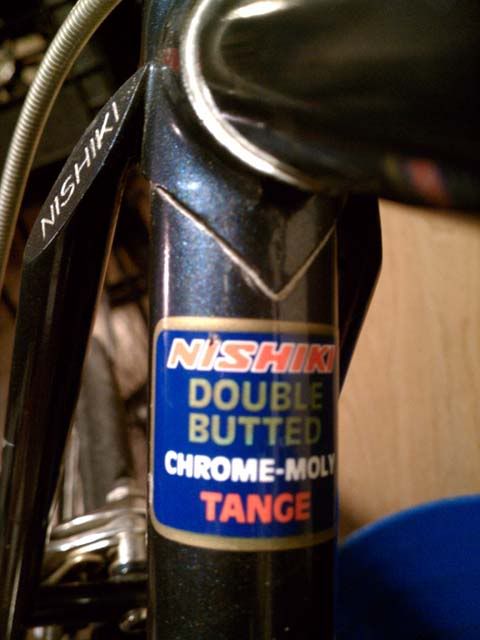 NISHIKI
NISHIKI
DOUBLE
BUTTED
CHROME-MOLY
TANGE